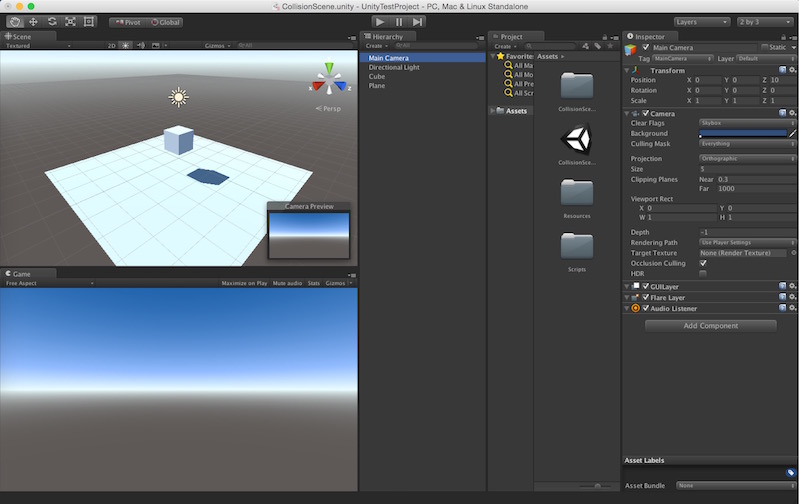 CollisionScene.unity - UnityTestProject - PC, Mac & Linux Standalone
Pivot Global Layers 2 by 3
Scene
Textured 2D Gizmos All
x z
Persp
Camera Preview
Game
Free Aspect Maximize on Play Mute audio Stats Gizmos
Hierarchy
Create All
Main Camera
Directional Light
Cube
Plane
Project
Create
Favorite
All Ma
All Mo
All Pre
All Scr
Assets
Assets
CollisionSce...
CollisionSce...
Resources
Scripts
Inspector
Main Camera Static
Tag MainCamera Layer Default
Transform
Position X 0 Y 0 Z 10
Rotation X 0 Y 0 Z 0
Scale X 1 Y 1 Z 1
Camera
Clear Flags Skybox
Background
Culling Mask Everything
Projection Orthographic
Size 5
Clipping Planes Near 0.3
Far 1000
Viewport Rect
X 0 Y 0
W 1 H 1
Depth -1
Rendering Path Use Player Settings
Target Texture None (Render Texture)
Occlusion Culling
HDR
GUILayer
Flare Layer
Audio Listener
Add Component
Asset Labels
Asset Bundle None